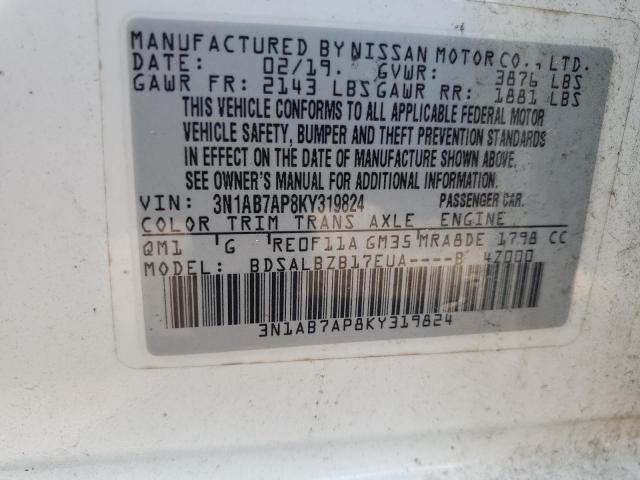 MANUFACTURED BY NISSAN MOTOR CO., LTD.
DATE: 02/19. GVWR: 3876 LBS
GAWR FR: 2143 LBS GAWR RR: 1881 LBS
THIS VEHICLE CONFORMS TO ALL APPLICABLE FEDERAL MOTOR
VEHICLE SAFETY, BUMPER AND THEFT PREVENTION STANDARDS
IN EFFECT ON THE DATE OF MANUFACTURE SHOWN ABOVE.
SEE OWNER'S MANUAL FOR ADDITIONAL INFORMATION.
VIN: 3N1AB7AP8KY319824 PASSENGER CAR.
COLOR TRIM TRANS AXLE ENGINE
QM1 G RE0F11A GM35 MRA8DE 1798 CC
MODEL: BDSALBZB17EUA----B 4Z000
3N1AB7AP8KY319824